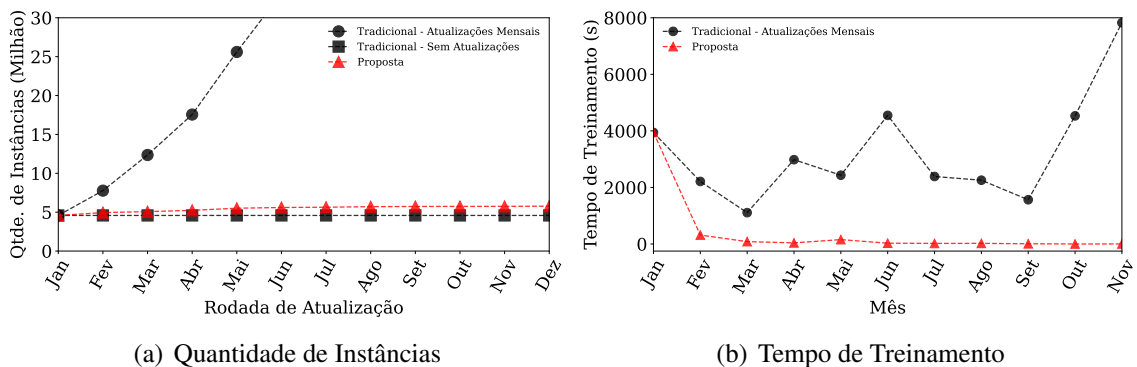 Qtde. de Instâncias (Milhão)
30
25
20
15
10
5
0
Tradicional - Atualizações Mensais
Tradicional - Sem Atualizações
Proposta
Jan
Fev
Mar
Abr
Mai
Jun
Jul
Ago
Set
Out
Nov
Dez
Rodada de Atualização
(a) Quantidade de Instâncias
Tempo de Treinamento (s)
8000
6000
4000
2000
0
Tradicional - Atualizações Mensais
Proposta
Jan
Fev
Mar
Abr
Mai
Jun
Jul
Ago
Set
Out
Nov
Mês
(b) Tempo de Treinamento